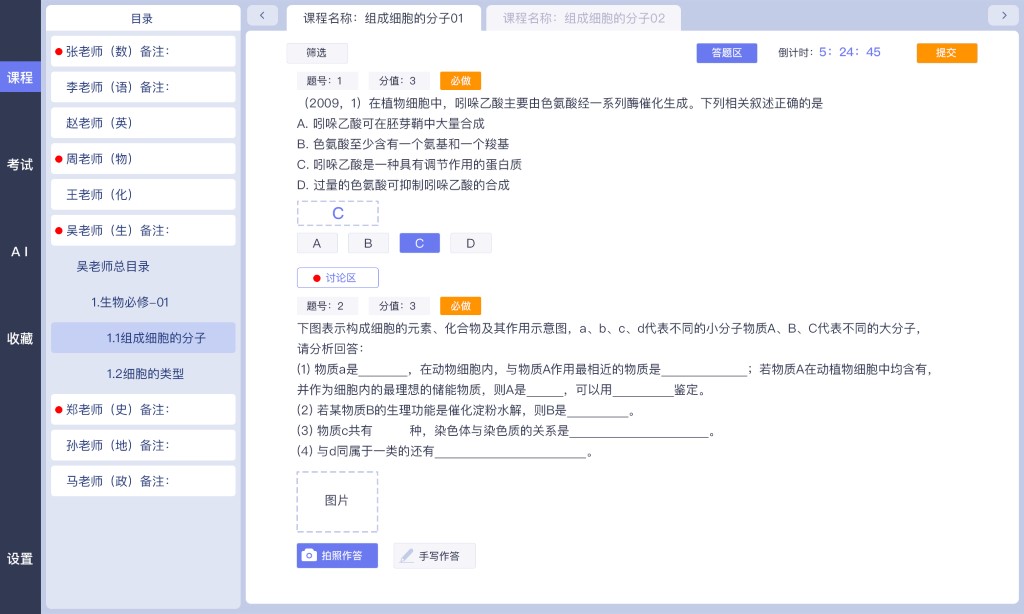 课程
考试
A I
收藏
设置
目录
张老师（数）备注：
李老师（语）备注：
赵老师（英）
周老师（物）
王老师（化）
吴老师（生）备注：
吴老师总目录
1.生物必修-01
1.1组成细胞的分子
1.2细胞的类型
郑老师（史）备注：
孙老师（地）备注：
马老师（政）备注：
课程名称：组成细胞的分子01
课程名称：组成细胞的分子02
筛选
答题区
倒计时：5：24：45
提交
题号：1 分值：3 必做
（2009，1）在植物细胞中，吲哚乙酸主要由色氨酸经一系列酶催化生成。下列相关叙述正确的是
A. 吲哚乙酸可在胚芽鞘中大量合成
B. 色氨酸至少含有一个氨基和一个羧基
C. 吲哚乙酸是一种具有调节作用的蛋白质
D. 过量的色氨酸可抑制吲哚乙酸的合成
C
A B C D
讨论区
题号：2 分值：3 必做
下图表示构成细胞的元素、化合物及其作用示意图，a、b、c、d代表不同的小分子物质A、B、C代表不同的大分子，
请分析回答：
(1) 物质a是________，在动物细胞内，与物质A作用最相近的物质是______________；若物质A在动植物细胞中均含有，
并作为细胞内的最理想的储能物质，则A是______，可以用__________鉴定。
(2) 若某物质B的生理功能是催化淀粉水解，则B是__________。
(3) 物质c共有      种，染色体与染色质的关系是_______________________。
(4) 与d同属于一类的还有_________________________。
图片
拍照作答
手写作答